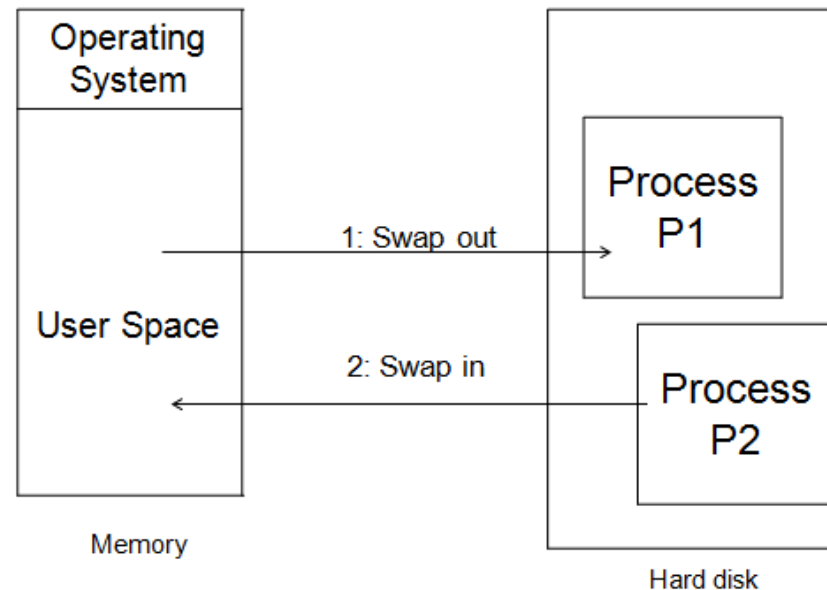 Operating
System
Process
P1
1: Swap out
User Space
2: Swap in
Process
P2
Memory
Hard disk